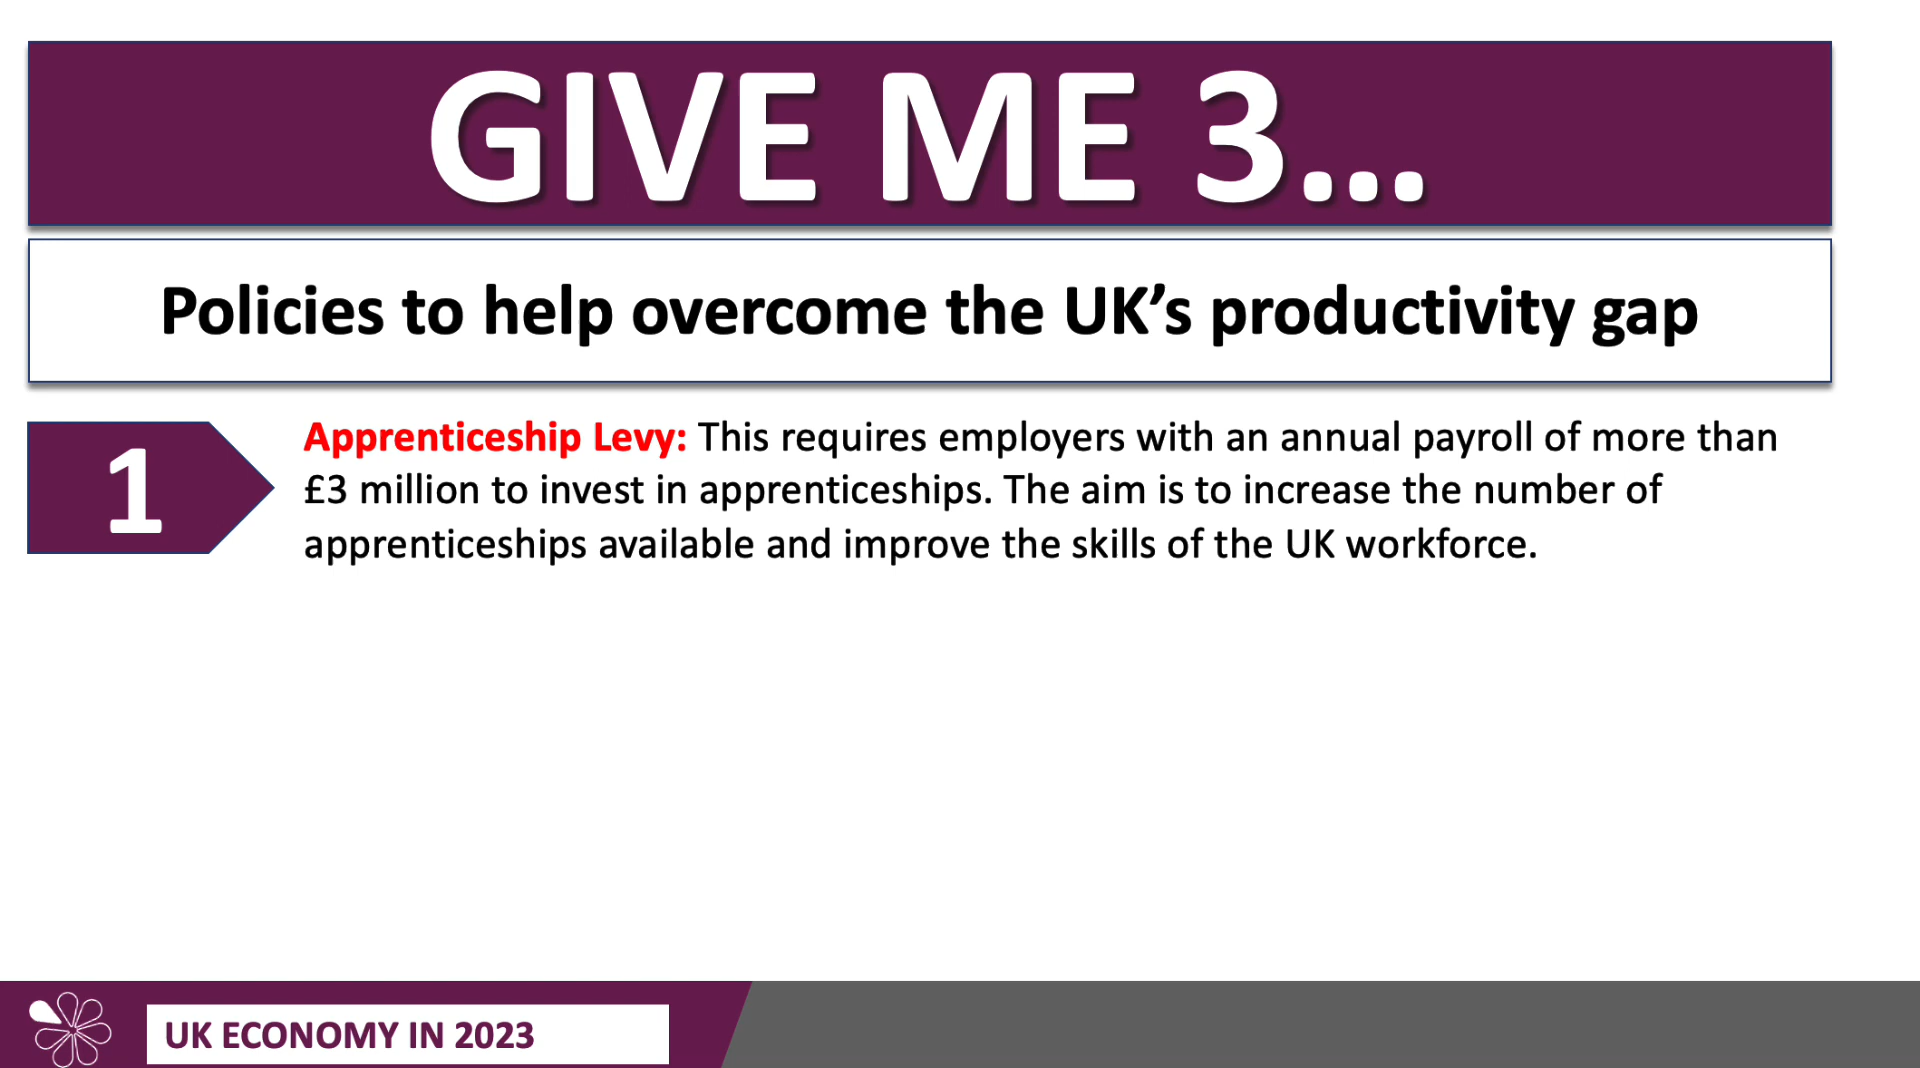 GIVE ME 3...
Policies to help overcome the UK’s productivity gap
1
Apprenticeship Levy: This requires employers with an annual payroll of more than
£3 million to invest in apprenticeships. The aim is to increase the number of
apprenticeships available and improve the skills of the UK workforce.
UK ECONOMY IN 2023